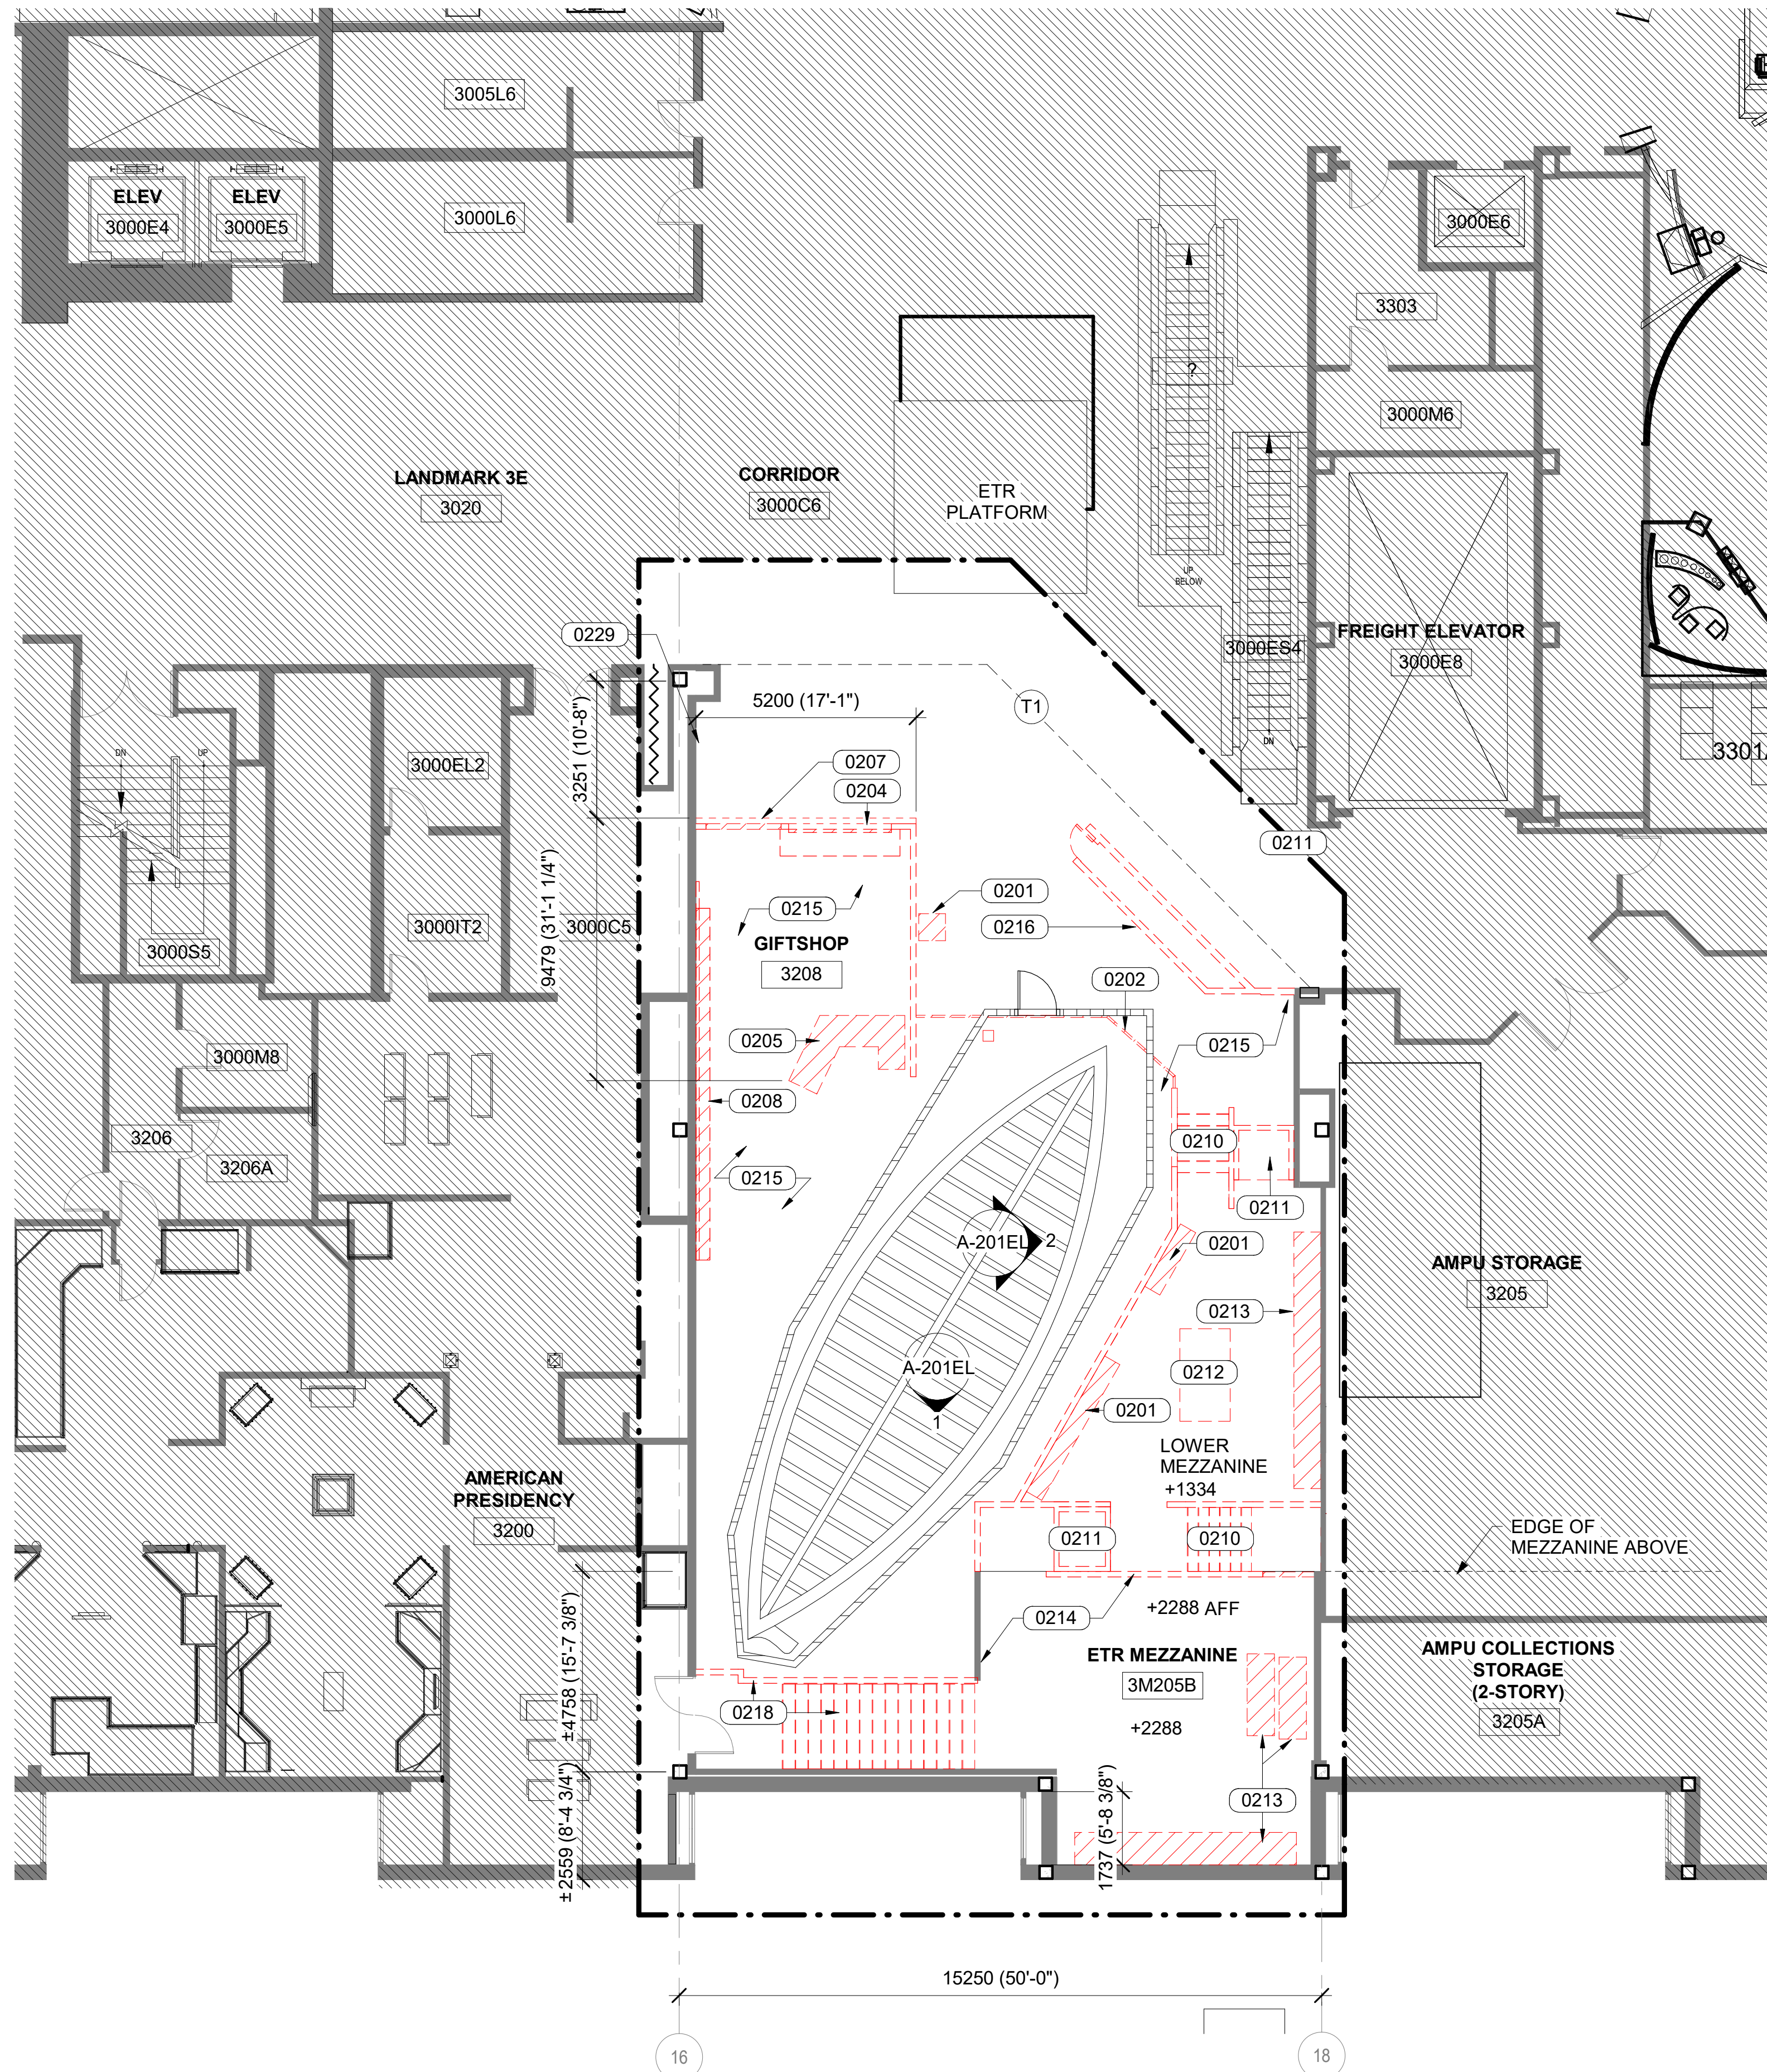 3005L6
ELEV
3000E4
ELEV
3000E5
3000L6
3000E6
3303
?
3000M6
LANDMARK 3E
3020
CORRIDOR
3000C6
ETR
PLATFORM
UP
BELOW
FREIGHT ELEVATOR
3000E8
3000ES4
0229
5200 (17'-1")
T1
3251 (10'-8")
DN
UP
3000EL2
DN
0207
0204
0211
0201
0215
0216
3000IT2
3000C5
3000S5
9479 (31'-1 1/4")
GIFTSHOP
3208
0202
0205
0215
3000M8
0208
3206
3206A
0210
0215
0211
A-201EL
2
0201
AMPU STORAGE
3205
0213
A-201EL
1
0212
0201
LOWER
MEZZANINE
+1334
AMERICAN
PRESIDENCY
3200
0211
0210
EDGE OF
MEZZANINE ABOVE
±4758 (15'-7 3/8")
0214
+2288 AFF
ETR MEZZANINE
3M205B
+2288
AMPU COLLECTIONS
STORAGE
(2-STORY)
3205A
0218
±2559 (8'-4 3/4")
1737 (5'-8 3/8")
0213
15250 (50'-0")
16
18